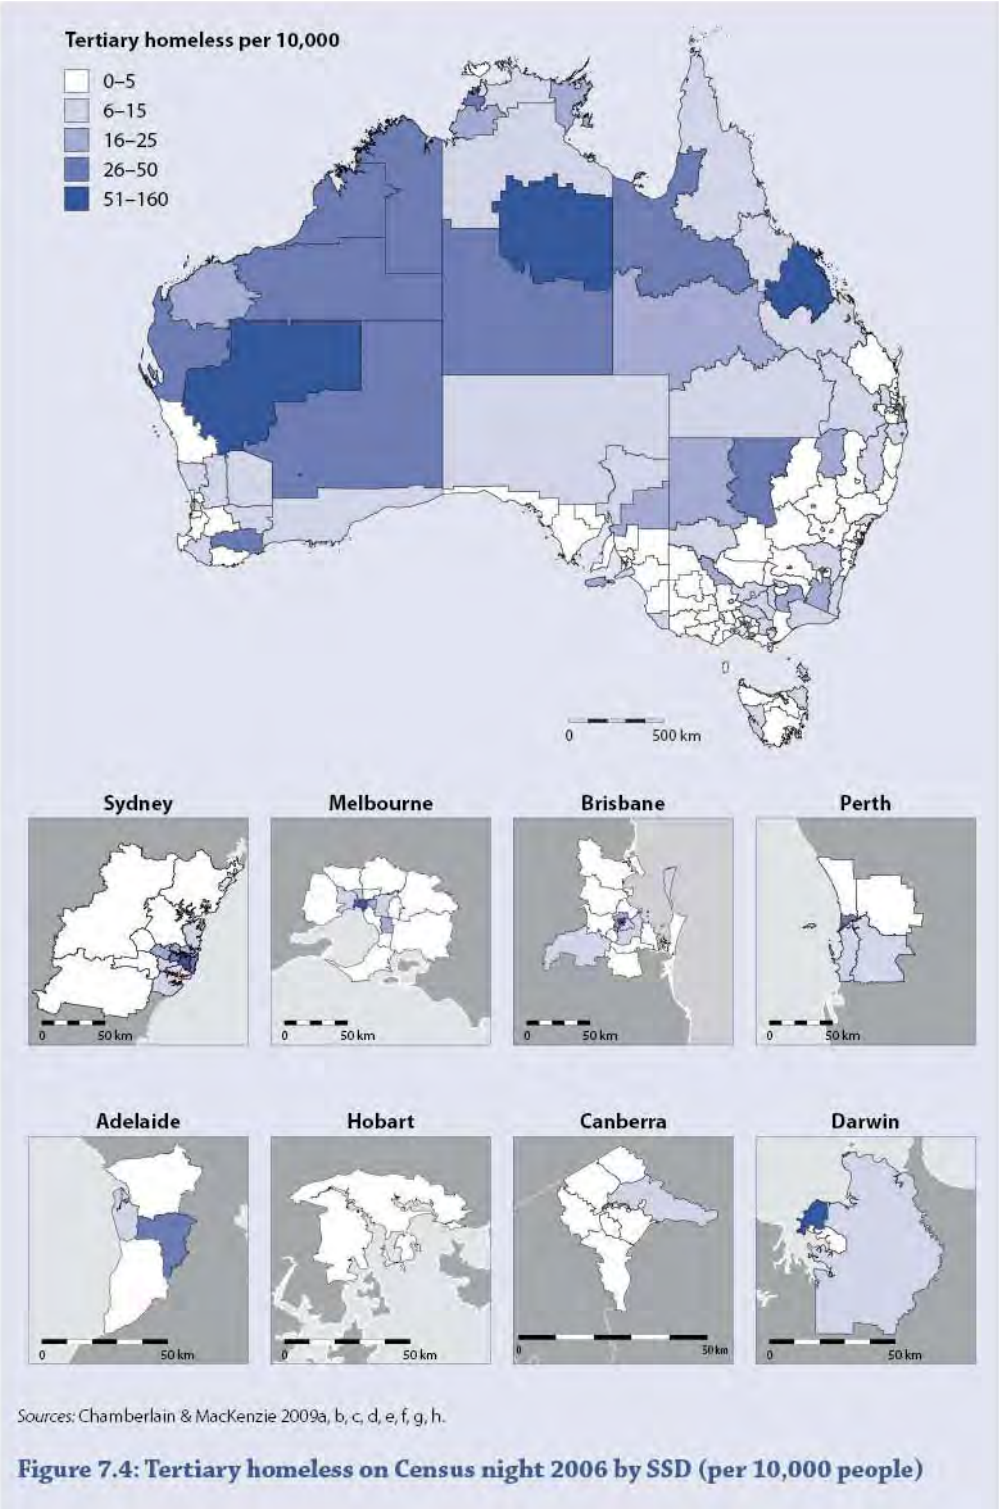 Tertiary homeless per 10,000
0–5
6–15
16–25
26–50
51–160
0 500 km
Sydney Melbourne Brisbane Perth
0 50 km 0 50 km 0 50 km 0 50 km
Adelaide Hobart Canberra Darwin
0 50 km 0 50 km 0 50 km 0 50 km
Sources: Chamberlain & MacKenzie 2009a, b, c, d, e, f, g, h.
Figure 7.4: Tertiary homeless on Census night 2006 by SSD (per 10,000 people)